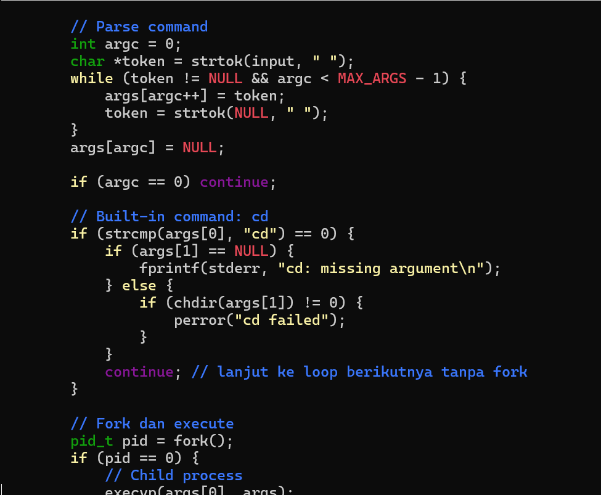 // Parse command
int argc = 0;
char *token = strtok(input, " ");
while (token != NULL && argc < MAX_ARGS - 1) {
    args[argc++] = token;
    token = strtok(NULL, " ");
}
args[argc] = NULL;

if (argc == 0) continue;

// Built-in command: cd
if (strcmp(args[0], "cd") == 0) {
    if (args[1] == NULL) {
        fprintf(stderr, "cd: missing argument\n");
    } else {
        if (chdir(args[1]) != 0) {
            perror("cd failed");
        }
    }
    continue; // lanjut ke loop berikutnya tanpa fork
}

// Fork dan execute
pid_t pid = fork();
if (pid == 0) {
    // Child process
    execvp(args[0], args);